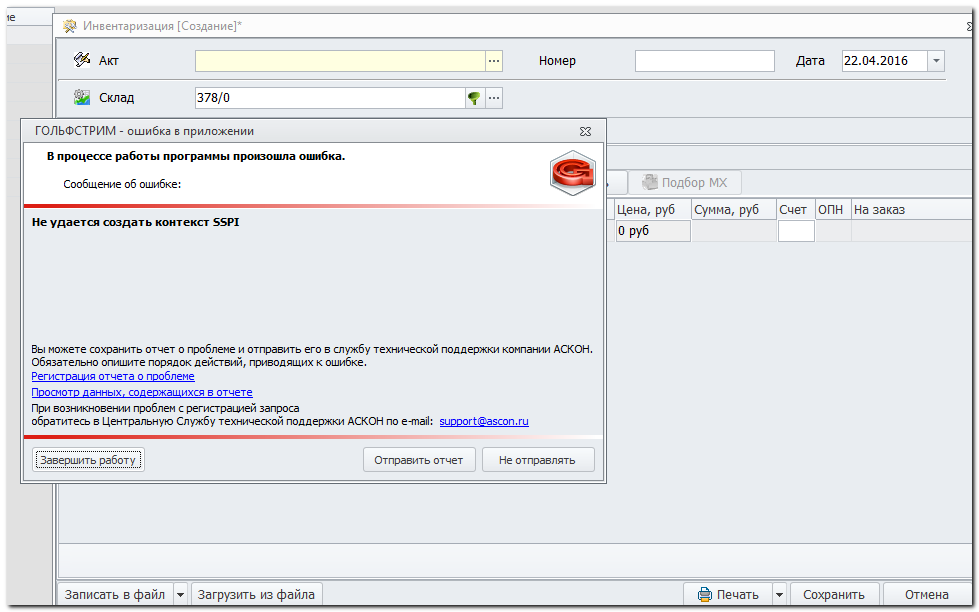 ие
Инвентаризация [Создание]*
Акт
Номер
Дата 22.04.2016
Склад 378/0
ГОЛЬФСТРИМ - ошибка в приложении
В процессе работы программы произошла ошибка.
Сообщение об ошибке:
Подбор МХ
Цена, руб Сумма, руб Счет ОПН На заказ
0 руб
Не удается создать контекст SSPI
Вы можете сохранить отчет о проблеме и отправить его в службу технической поддержки компании АСКОН.
Обязательно опишите порядок действий, приводящих к ошибке.
Регистрация отчета о проблеме
Просмотр данных, содержащихся в отчете
При возникновении проблем с регистрацией запроса
обратитесь в Центральную Службу технической поддержки АСКОН по e-mail: support@ascon.ru
Завершить работу Отправить отчет Не отправлять
Записать в файл Загрузить из файла Печать Сохранить Отмена